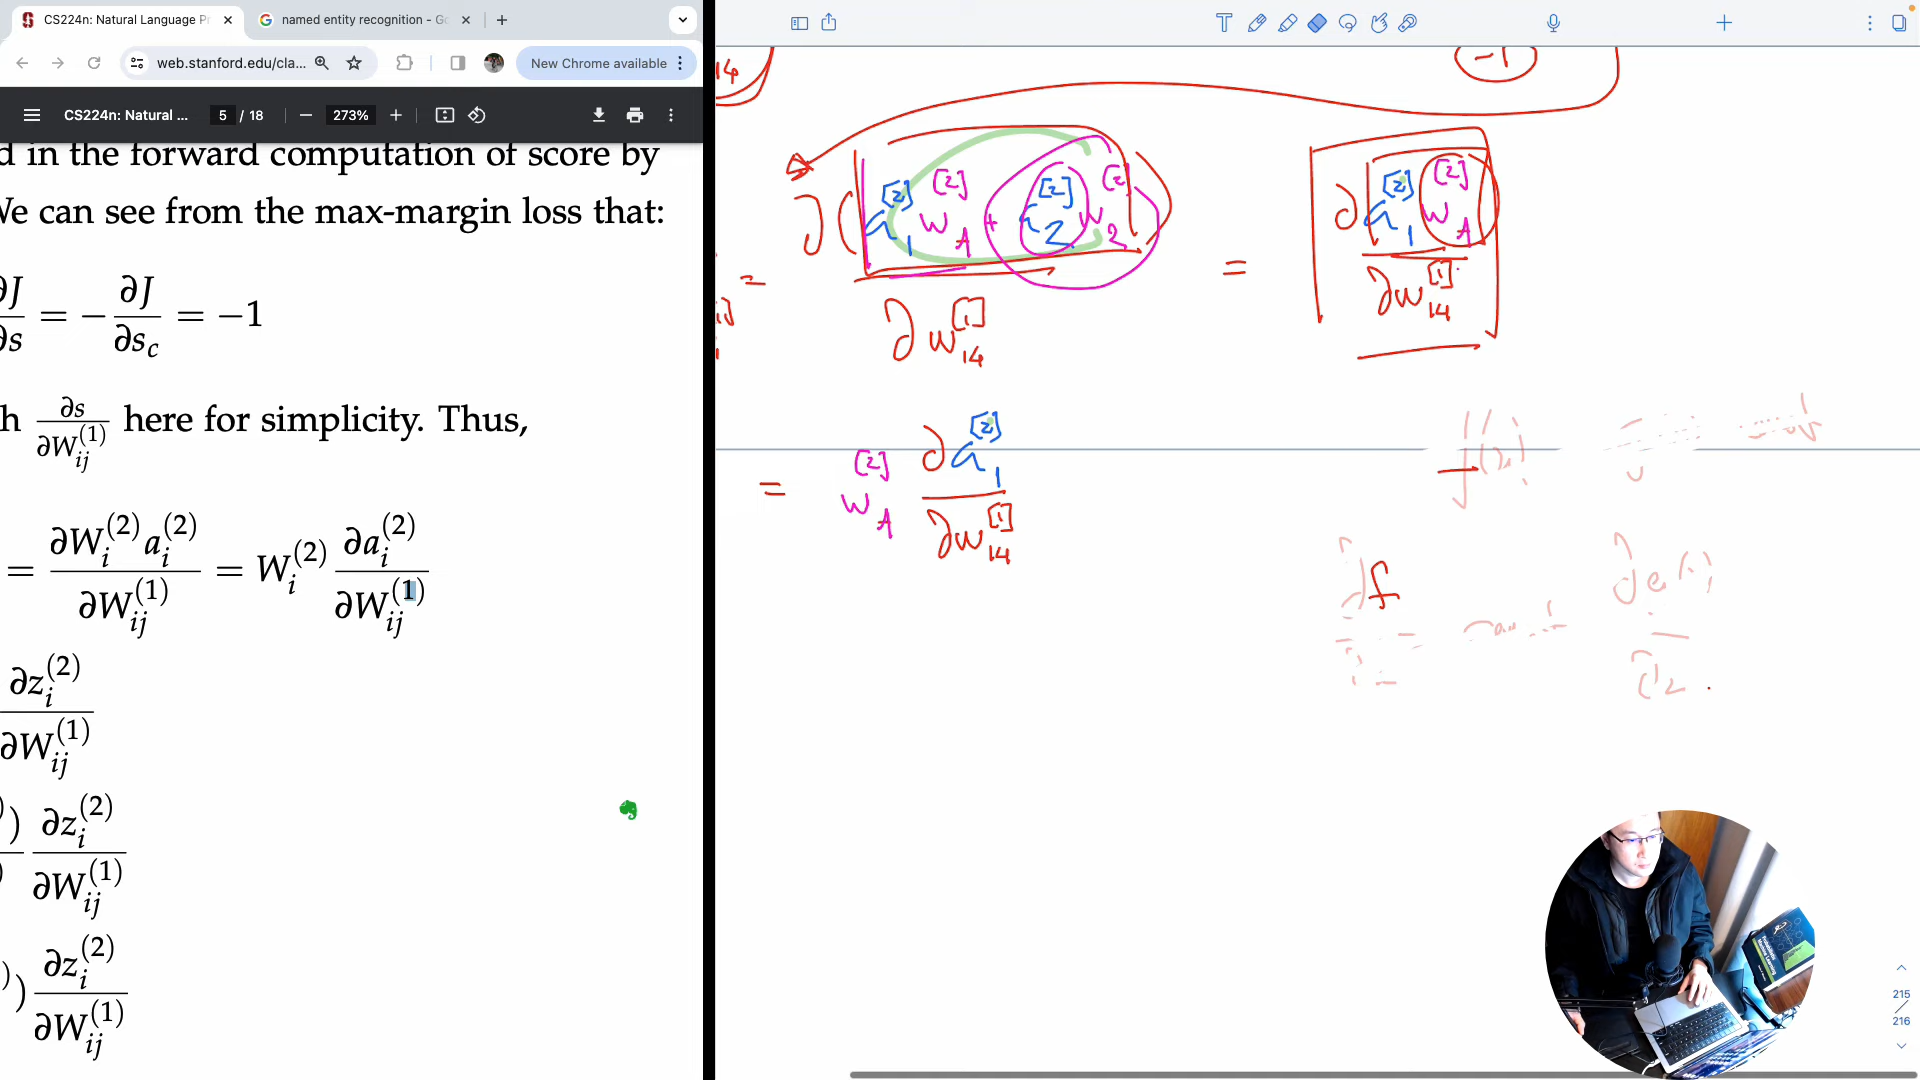 CS224n: Natural Language Pr
named entity recognition - Go
web.stanford.edu/cla...
New Chrome available
CS224n: Natural ...
5 / 18
273%
d in the forward computation of score by
We can see from the max-margin loss that:
∂J/∂s = − ∂J/∂s_c = −1
h ∂s/∂W_ij^(1) here for simplicity. Thus,
= ∂W_i^(2) a_i^(2) / ∂W_ij^(1) = W_i^(2) ∂a_i^(2) / ∂W_ij^(1)
∂z_i^(2) / ∂W_ij^(1)
) ∂z_i^(2) / ∂W_ij^(1)
) ∂z_i^(2) / ∂W_ij^(1)
14
-1
= ∂(a_1^[2] w_A^[2] + a_2^[2] w_2^[2]) / ∂w_14^[1] = ∂a_1^[2] w_A^[2] / ∂w_14^[1]
= w_A^[2] ∂a_1^[2] / ∂w_14^[1]
∂f
215
216